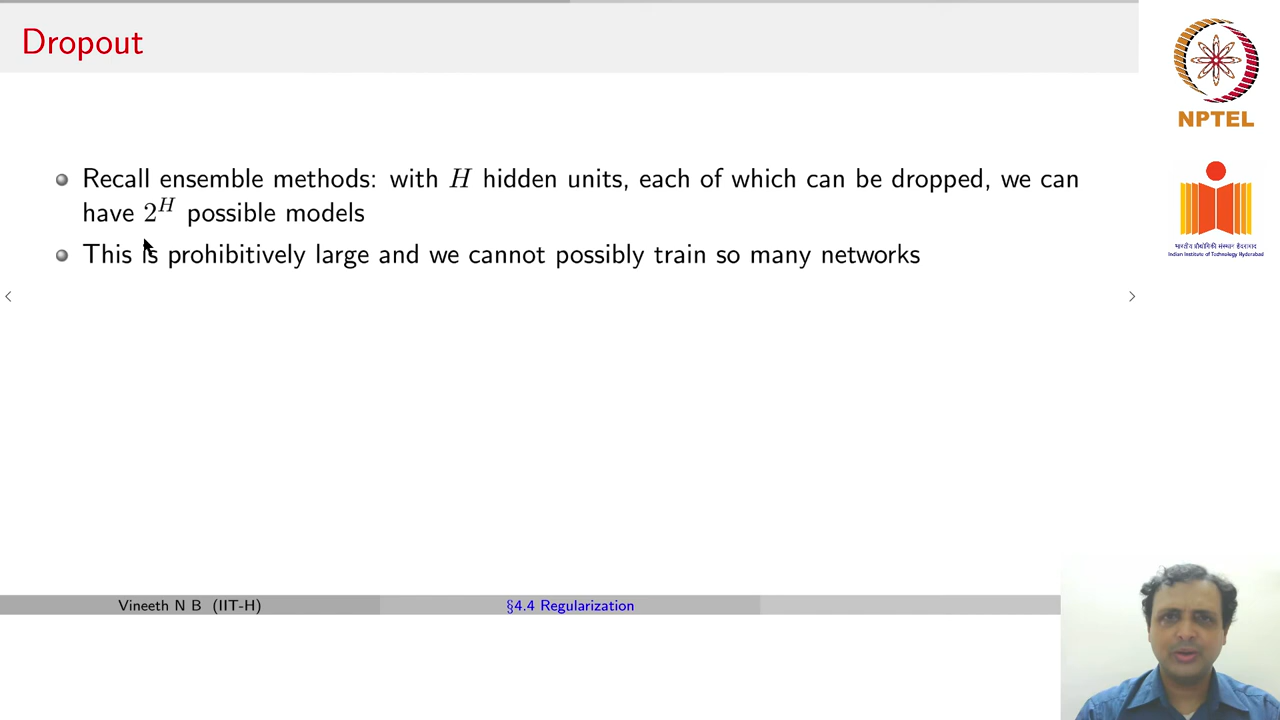 Dropout
Recall ensemble methods: with H hidden units, each of which can be dropped, we can
have 2^H possible models
This is prohibitively large and we cannot possibly train so many networks
NPTEL
भारतीय प्रौद्योगिकी संस्थान हैदराबाद
Indian Institute of Technology Hyderabad
Vineeth N B (IIT-H)
§4.4 Regularization